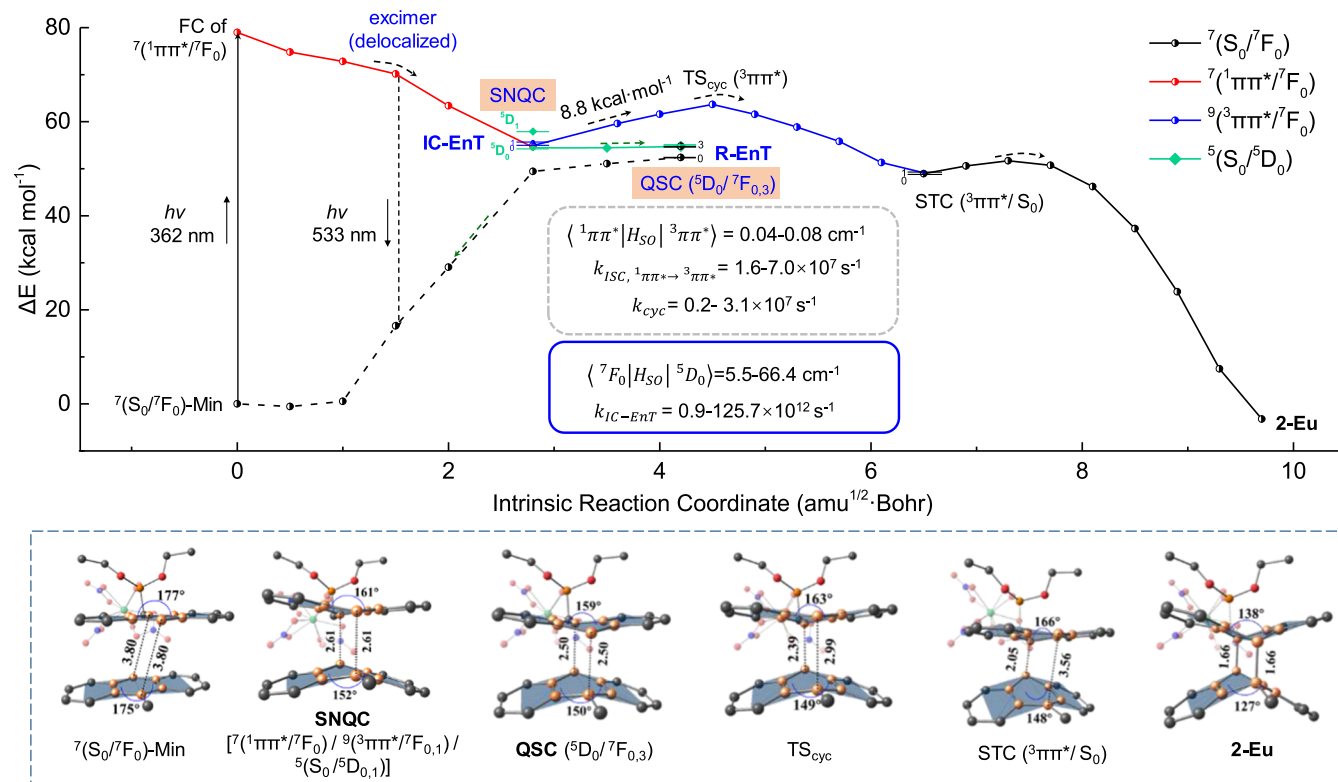 80
60
40
20
0
ΔE (kcal mol⁻¹)
FC of
⁷(¹ππ*/⁷F₀)
excimer
(delocalized)
SNQC
⁵D₁
IC-EnT
1
0
⁵D₀
8.8 kcal·mol⁻¹
TS_cyc (³ππ*)
3
R-EnT
0
QSC (⁵D₀/⁷F₀,₃)
1
0
STC (³ππ*/ S₀)
⁷(S₀/⁷F₀)
⁷(¹ππ*/⁷F₀)
⁹(³ππ*/⁷F₀)
⁵(S₀/⁵D₀)
hv
362 nm
hv
533 nm
⟨ ¹ππ*|H_SO| ³ππ*⟩ = 0.04-0.08 cm⁻¹
k_ISC, ¹ππ*→ ³ππ* = 1.6-7.0×10⁷ s⁻¹
k_cyc = 0.2- 3.1×10⁷ s⁻¹
⟨ ⁷F₀|H_SO| ⁵D₀⟩=5.5-66.4 cm⁻¹
k_IC-EnT = 0.9-125.7×10¹² s⁻¹
⁷(S₀/⁷F₀)-Min
2-Eu
0 2 4 6 8 10
Intrinsic Reaction Coordinate (amu^1/2·Bohr)
177°
3.80
3.80
175°
⁷(S₀/⁷F₀)-Min
161°
2.61
2.61
152°
SNQC
[⁷(¹ππ*/⁷F₀) / ⁹(³ππ*/⁷F₀,₁) /
⁵(S₀/⁵D₀,₁)]
159°
2.50
2.50
150°
QSC (⁵D₀/⁷F₀,₃)
163°
2.39
2.99
149°
TS_cyc
166°
2.05
3.56
148°
STC (³ππ*/ S₀)
138°
1.66
1.66
127°
2-Eu